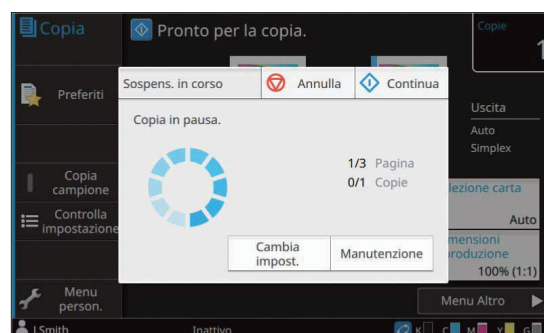 Copia
Pronto per la copia.
Copie
1
Preferiti
Sospens. in corso
Annulla
Continua
Copia in pausa.
1/3 Pagina
0/1 Copie
Cambia
impost.
Manutenzione
Uscita
Auto
Simplex
Copia
campione
Controlla
impostazione
lezione carta
Auto
mensioni
roduzione
100% (1:1)
Menu
person.
Menu Altro
J.Smith
Inattivo
K
C
M
Y
G